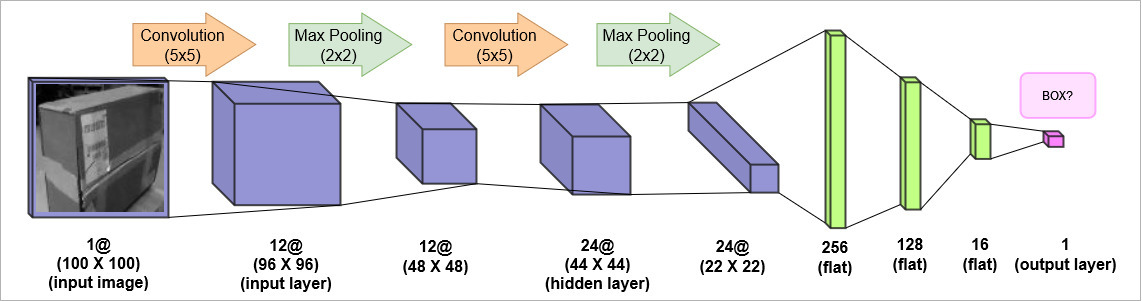 Convolution
(5x5)
Max Pooling
(2x2)
Convolution
(5x5)
Max Pooling
(2x2)
BOX?
1@
(100 X 100)
(input image)
12@
(96 X 96)
(input layer)
12@
(48 X 48)
24@
(44 X 44)
(hidden layer)
24@
(22 X 22)
256
(flat)
128
(flat)
16
(flat)
1
(output layer)